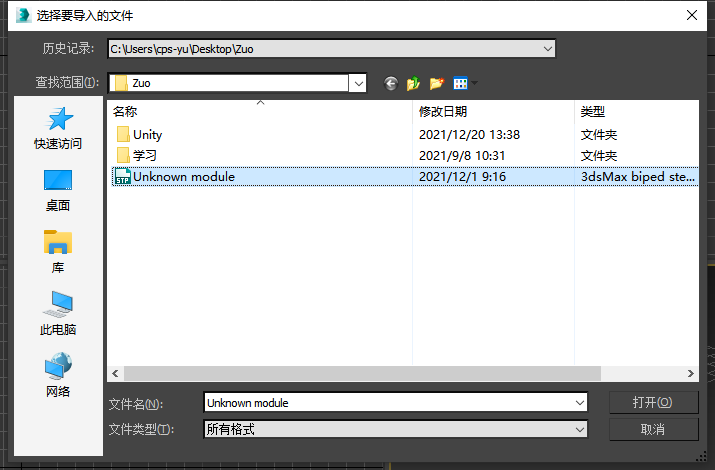 选择要导入的文件
历史记录: C:\Users\cps-yu\Desktop\Zuo
查找范围(I): Zuo
快速访问
桌面
库
此电脑
网络
名称 修改日期 类型
Unity 2021/12/20 13:38 文件夹
学习 2021/9/8 10:31 文件夹
STP Unknown module 2021/12/1 9:16 3dsMax biped ste...
文件名(N): Unknown module 打开(O)
文件类型(T): 所有格式 取消